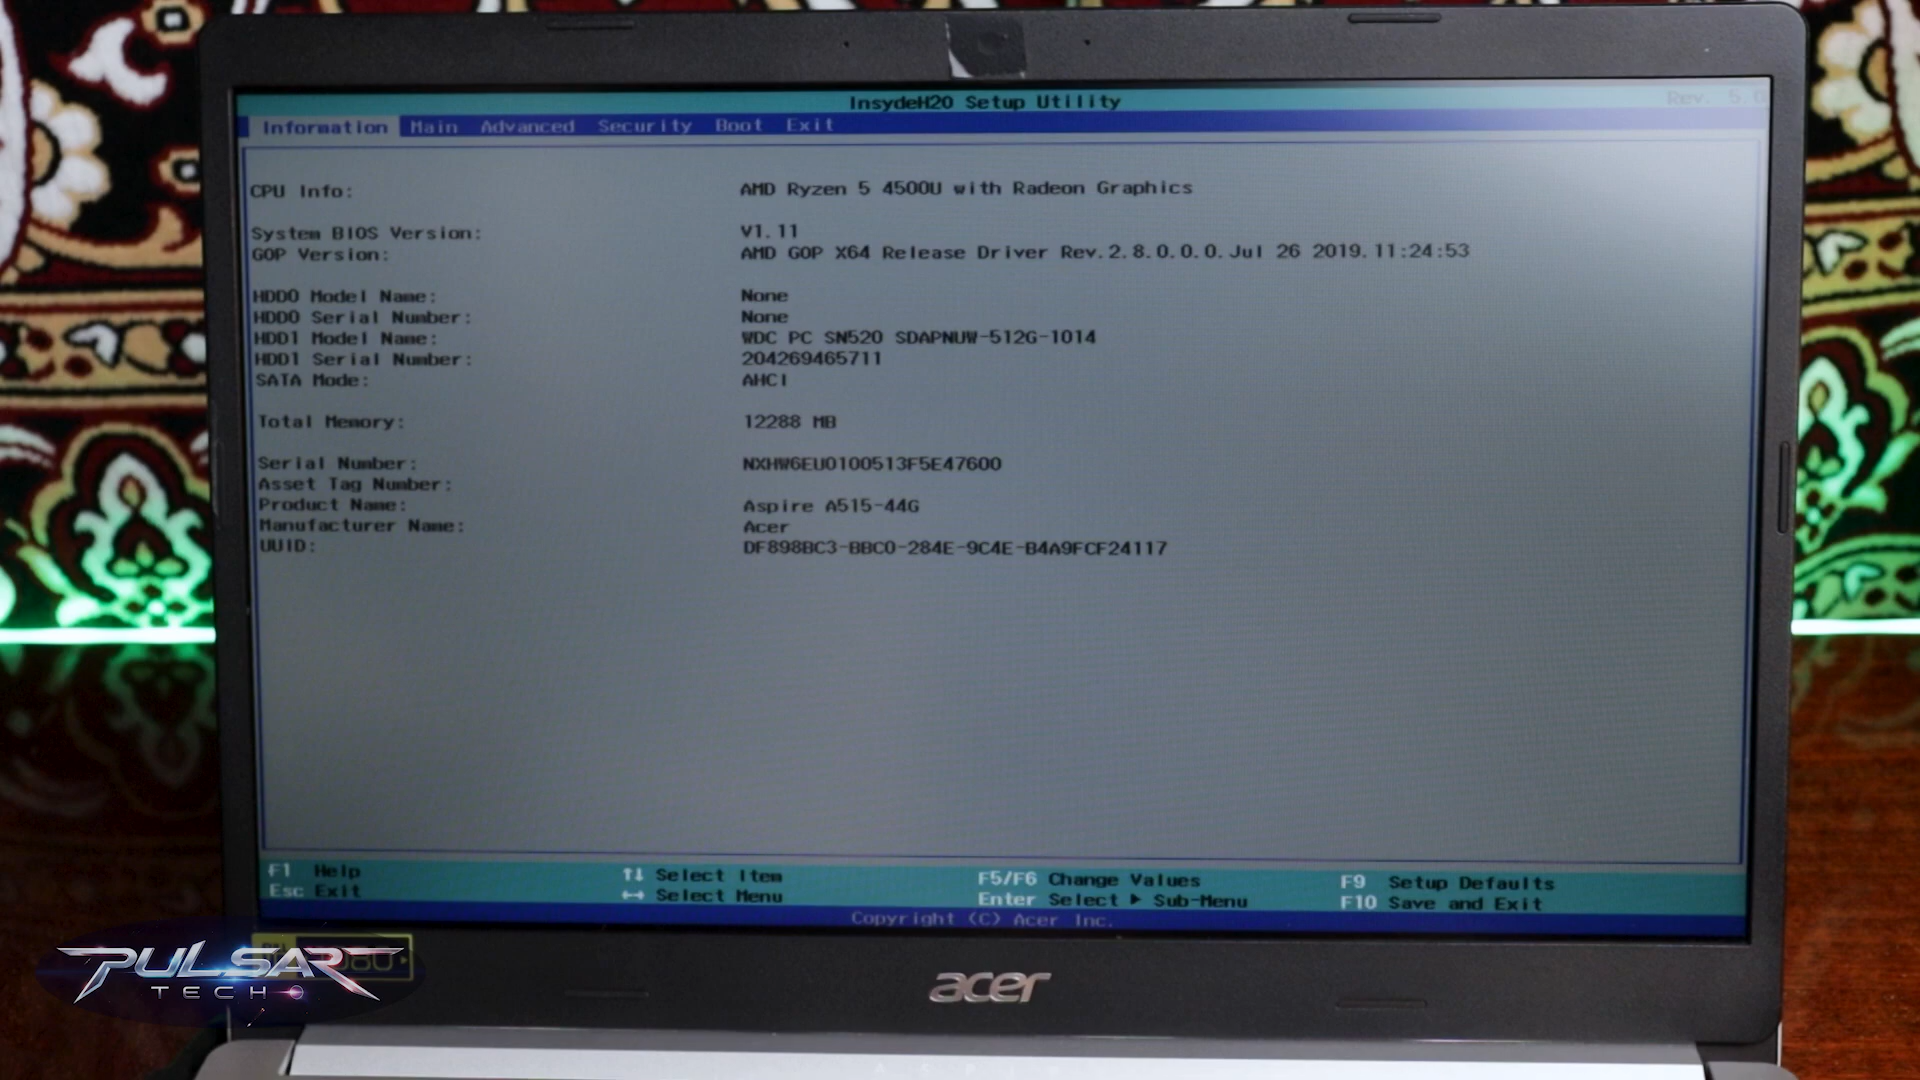 InsydeH20 Setup Utility
Rev. 5.0
Information Main Advanced Security Boot Exit
CPU Info: AMD Ryzen 5 4500U with Radeon Graphics
System BIOS Version: V1.11
GOP Version: AMD GOP X64 Release Driver Rev.2.8.0.0.0.Jul 26 2019.11:24:53
HDD0 Model Name: None
HDD0 Serial Number: None
HDD1 Model Name: WDC PC SN520 SDAPNUW-512G-1014
HDD1 Serial Number: 204269465711
SATA Mode: AHCI
Total Memory: 12288 MB
Serial Number: NXHW6EU0100513F5E47600
Asset Tag Number:
Product Name: Aspire A515-44G
Manufacturer Name: Acer
UUID: DF898BC3-BBC0-284E-9C4E-B4A9FCF24117
F1 Help ↑↓ Select Item F5/F6 Change Values F9 Setup Defaults
Esc Exit ↔ Select Menu Enter Select ▶ Sub-Menu F10 Save and Exit
Copyright (C) Acer Inc.
PULSAR
TECH
acer